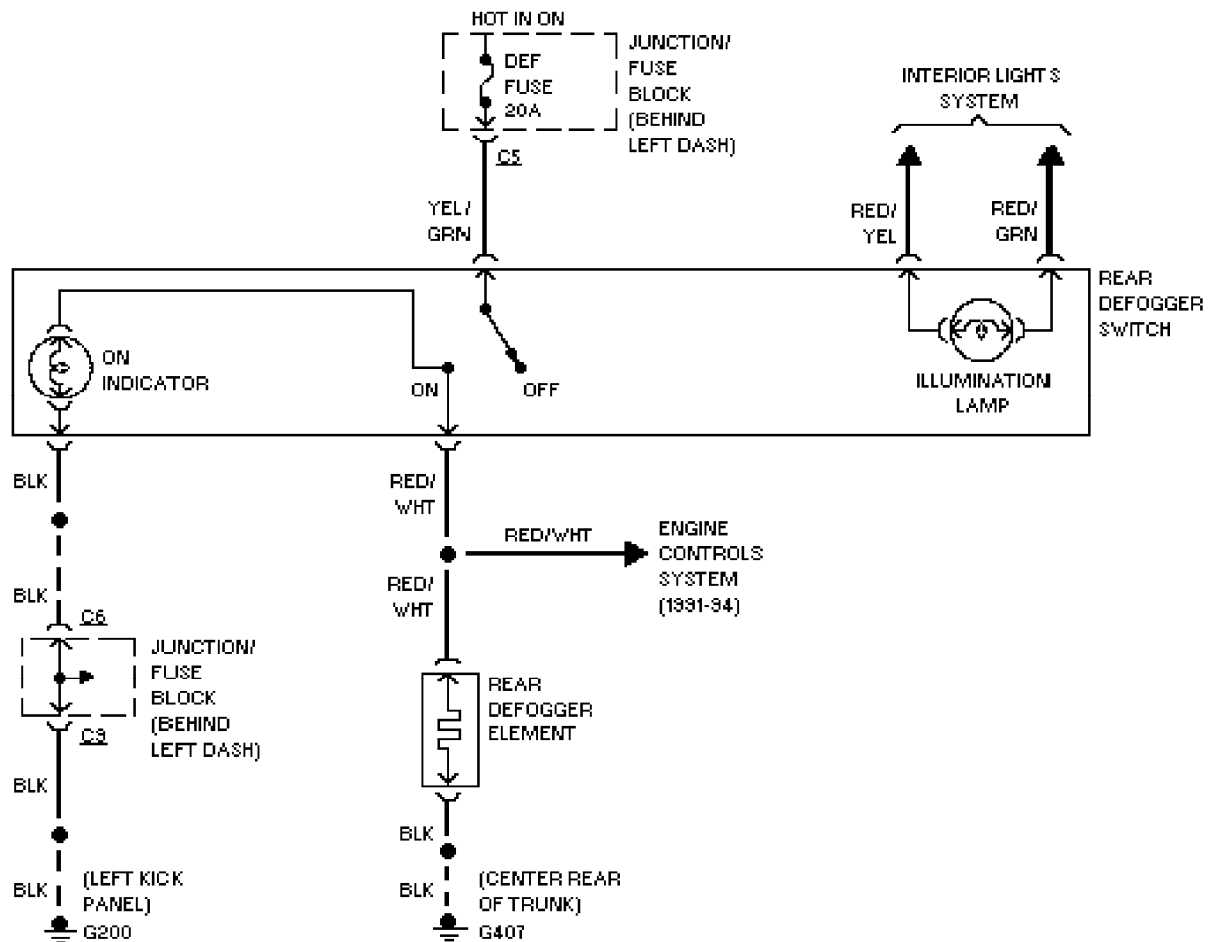 HOT IN ON
DEF
FUSE
20A
JUNCTION/
FUSE
BLOCK
(BEHIND
LEFT DASH)
C5
INTERIOR LIGHTS
SYSTEM
YEL/
GRN
RED/
YEL
RED/
GRN
REAR
DEFOGGER
SWITCH
ON
INDICATOR
ON
OFF
ILLUMINATION
LAMP
BLK
RED/
WHT
RED/WHT
ENGINE
CONTROLS
SYSTEM
(1991-94)
BLK
RED/
WHT
C6
JUNCTION/
FUSE
BLOCK
(BEHIND
LEFT DASH)
C9
REAR
DEFOGGER
ELEMENT
BLK
BLK
BLK
(LEFT KICK
PANEL)
G200
BLK
(CENTER REAR
OF TRUNK)
G407